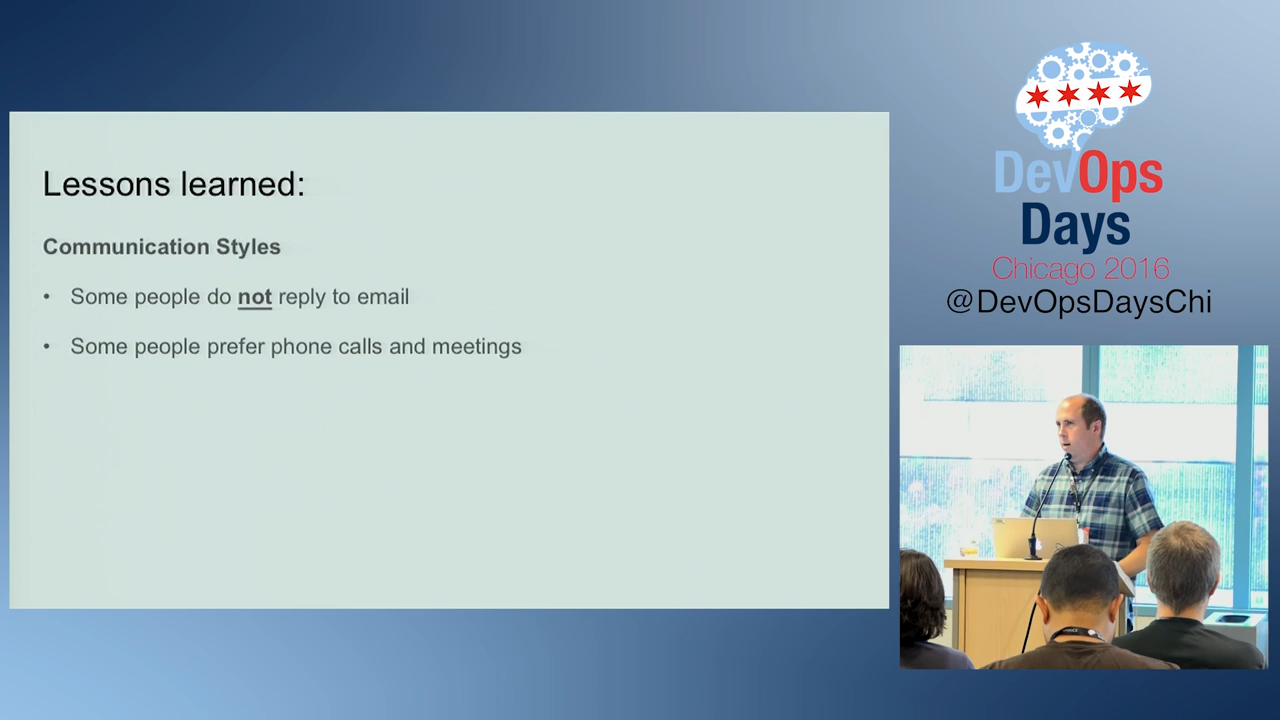 Lessons learned:
Communication Styles
• Some people do not reply to email
• Some people prefer phone calls and meetings
DevOps
Days
Chicago 2016
@DevOpsDaysChi